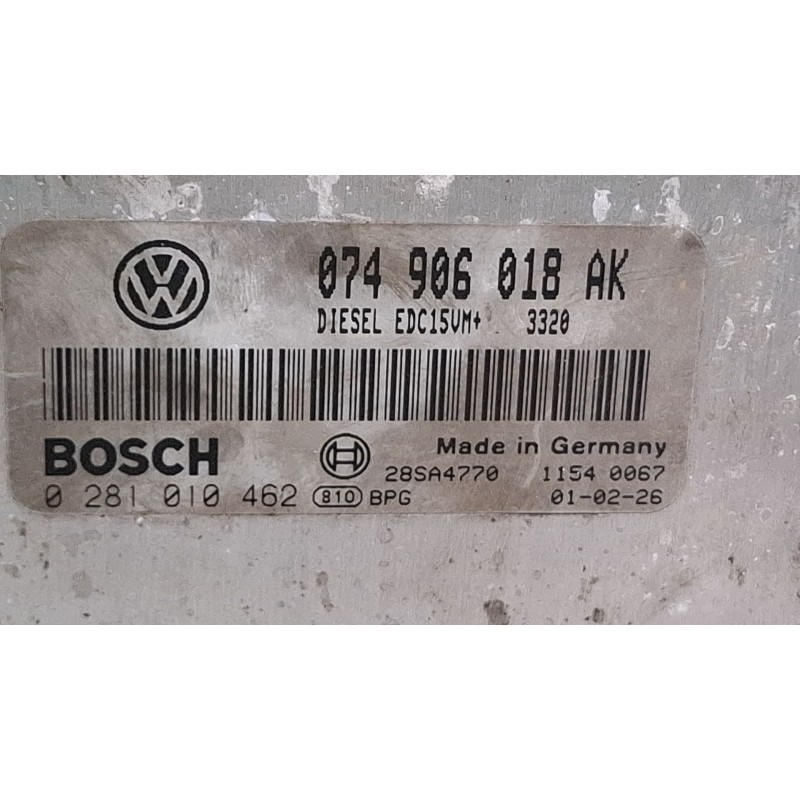 074 906 018 AK
DIESEL EDC15VM+ 3320
BOSCH
Made in Germany
28SA4770 1154 0067
0 281 010 462 810 BPG 01-02-26